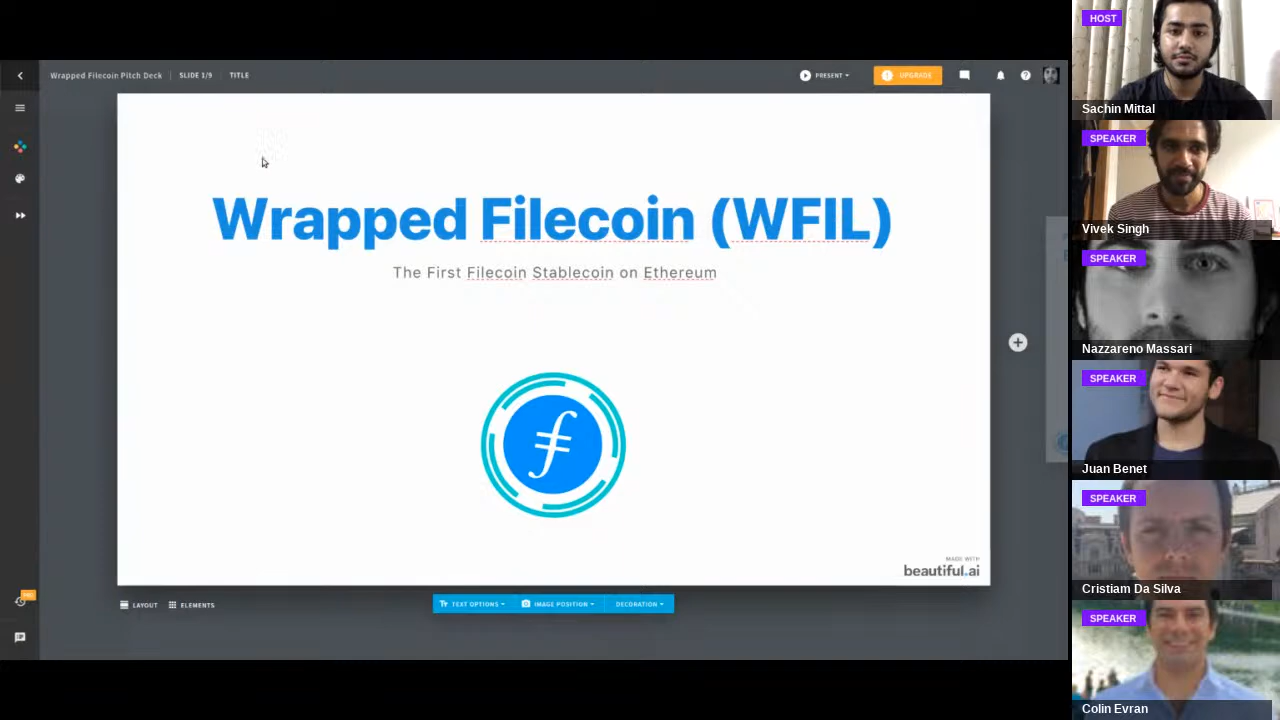 Wrapped Filecoin Pitch Deck
SLIDE 1/9
TITLE
PRESENT
UPGRADE
Wrapped Filecoin (WFIL)
The First Filecoin Stablecoin on Ethereum
MADE WITH
beautiful.ai
LAYOUT
ELEMENTS
TEXT OPTIONS
IMAGE POSITION
DECORATION
HOST
Sachin Mittal
SPEAKER
Vivek Singh
SPEAKER
Nazzareno Massari
SPEAKER
Juan Benet
SPEAKER
Cristiam Da Silva
SPEAKER
Colin Evran